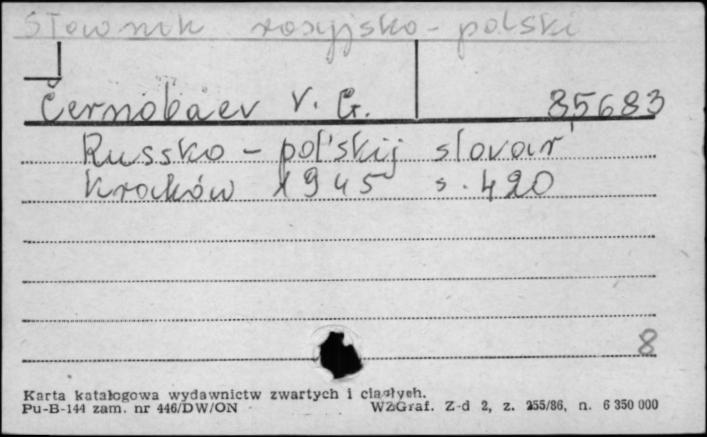 Słownik rosyjsko-polski
Černobaev V. G. 35683
Russko-pol'skij slovar'
Kraków 1945 s. 420
8
Karta katalogowa wydawnictw zwartych i ciągłych.
Pu-B-144 zam. nr 446/DW/ON WZGraf. Z-d 2, z. 255/86, n. 6 350 000